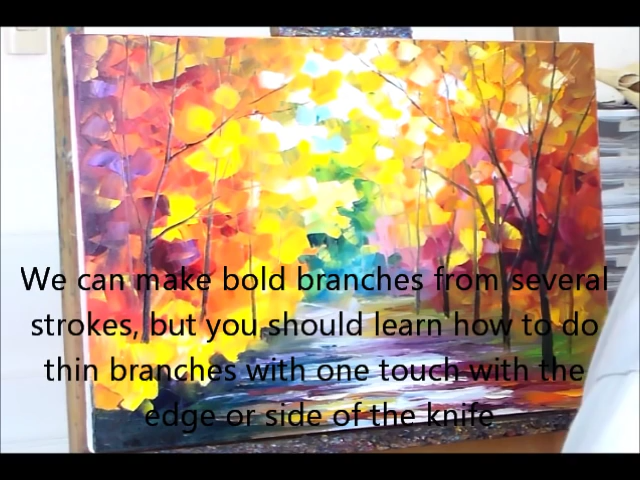 We can make bold branches from several
strokes, but you should learn how to do
thin branches with one touch with the
edge or side of the knife